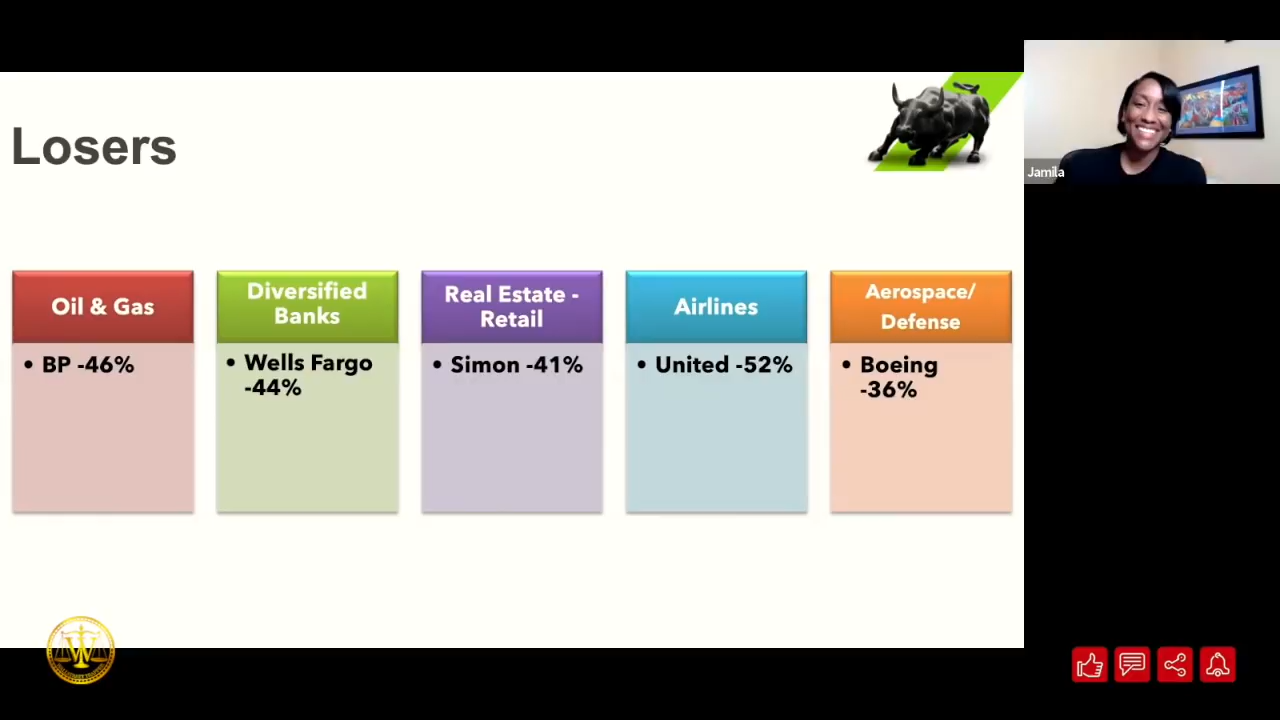 Losers
Jamila
Oil & Gas
• BP -46%
Diversified
Banks
• Wells Fargo
-44%
Real Estate -
Retail
• Simon -41%
Airlines
• United -52%
Aerospace/
Defense
• Boeing
-36%
W